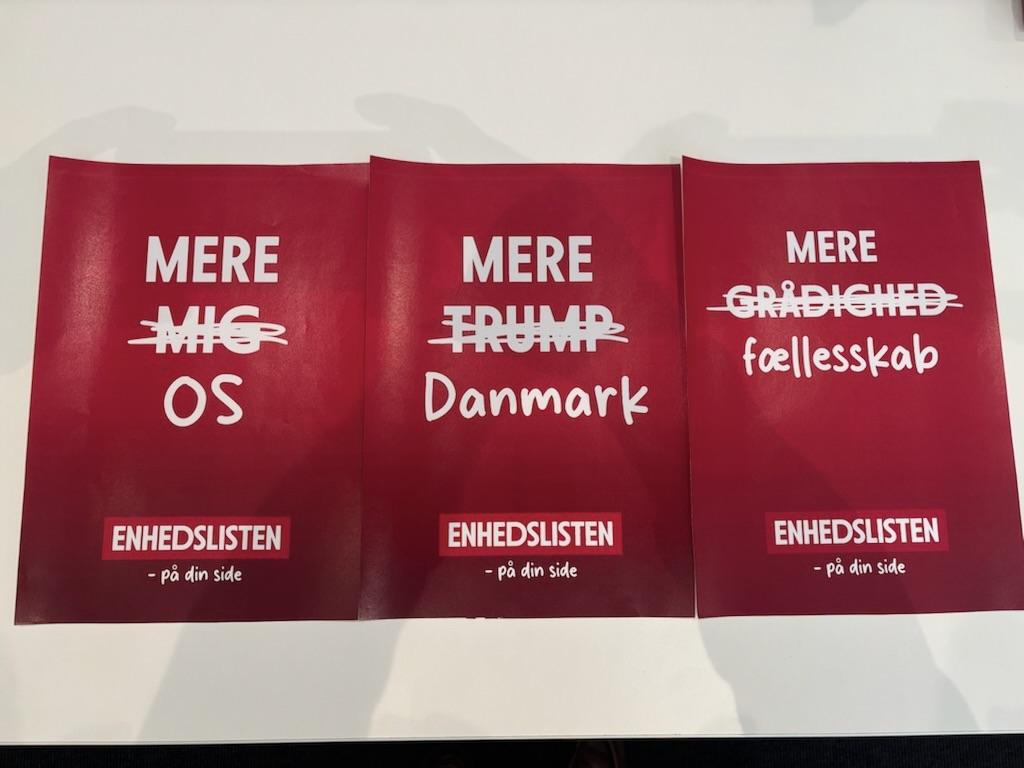 MERE
MIG
OS
ENHEDSLISTEN
- på din side
MERE
TRUMP
Danmark
ENHEDSLISTEN
- på din side
MERE
GRÅDIGHED
fællesskab
ENHEDSLISTEN
- på din side